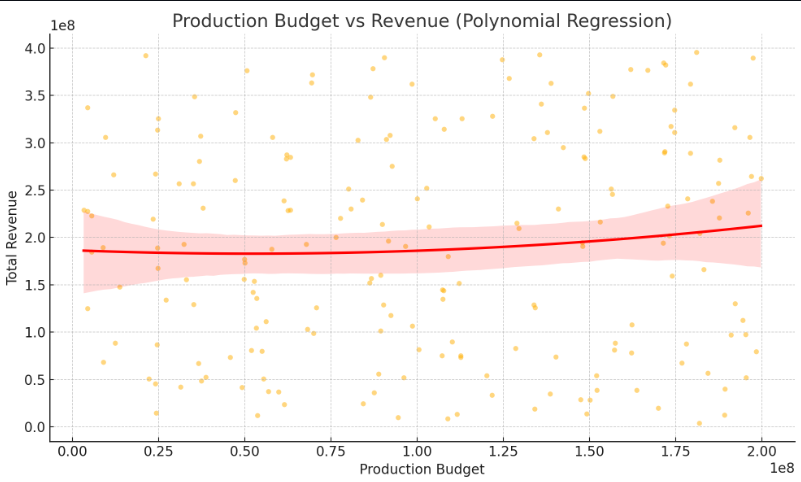 Production Budget vs Revenue (Polynomial Regression)
1e8
4.0
3.5
3.0
2.5
2.0
1.5
1.0
0.5
0.0
Total Revenue
0.00 0.25 0.50 0.75 1.00 1.25 1.50 1.75 2.00
Production Budget
1e8